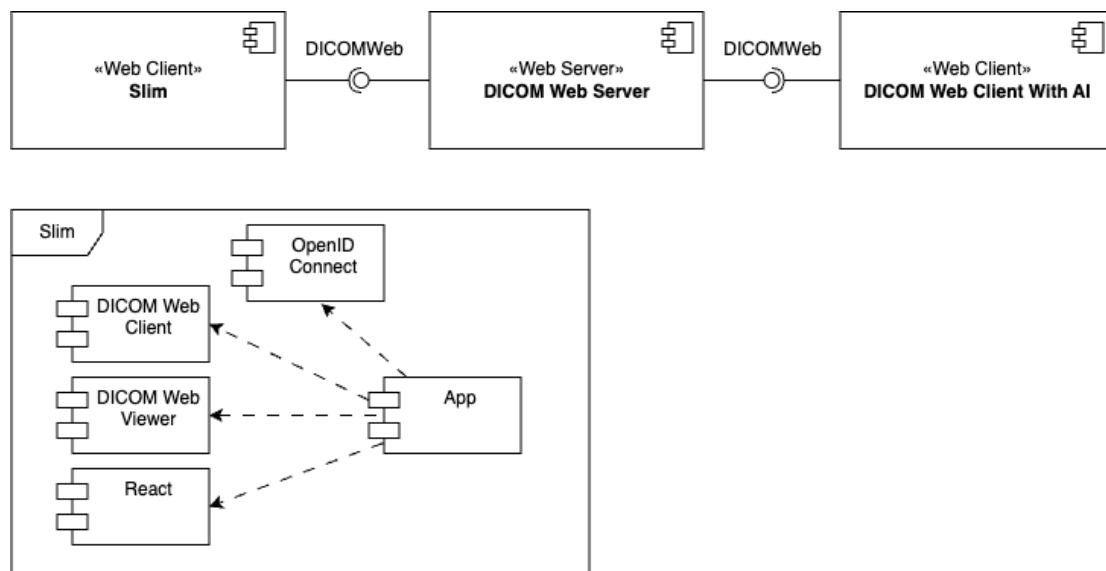 DICOMWeb
DICOMWeb
«Web Client»
Slim
«Web Server»
DICOM Web Server
«Web Client»
DICOM Web Client With AI
Slim
OpenID
Connect
DICOM Web
Client
DICOM Web
Viewer
App
React